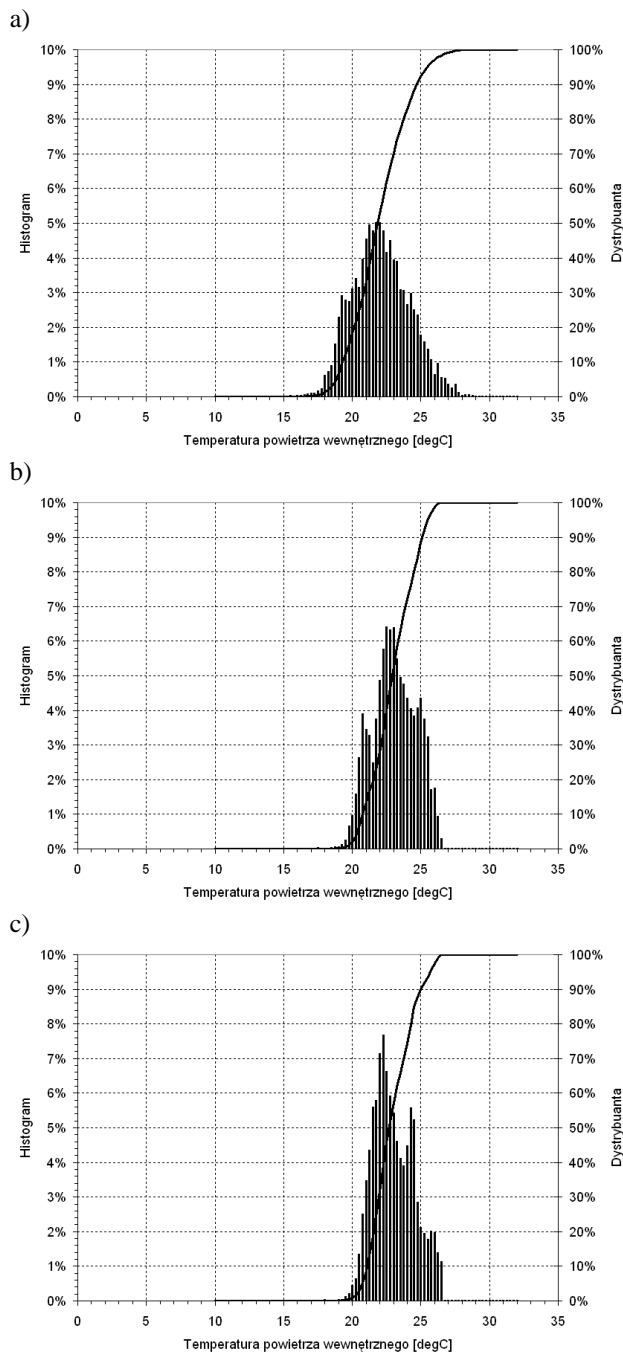 a)
10% 100%
9% 90%
8% 80%
7% 70%
6% 60%
5% 50%
4% 40%
3% 30%
2% 20%
1% 10%
0% 0%
Histogram
Dystrybuanta
0 5 10 15 20 25 30 35
Temperatura powietrza wewnętrznego [degC]
b)
10% 100%
9% 90%
8% 80%
7% 70%
6% 60%
5% 50%
4% 40%
3% 30%
2% 20%
1% 10%
0% 0%
Histogram
Dystrybuanta
0 5 10 15 20 25 30 35
Temperatura powietrza wewnętrznego [degC]
c)
10% 100%
9% 90%
8% 80%
7% 70%
6% 60%
5% 50%
4% 40%
3% 30%
2% 20%
1% 10%
0% 0%
Histogram
Dystrybuanta
0 5 10 15 20 25 30 35
Temperatura powietrza wewnętrznego [degC]